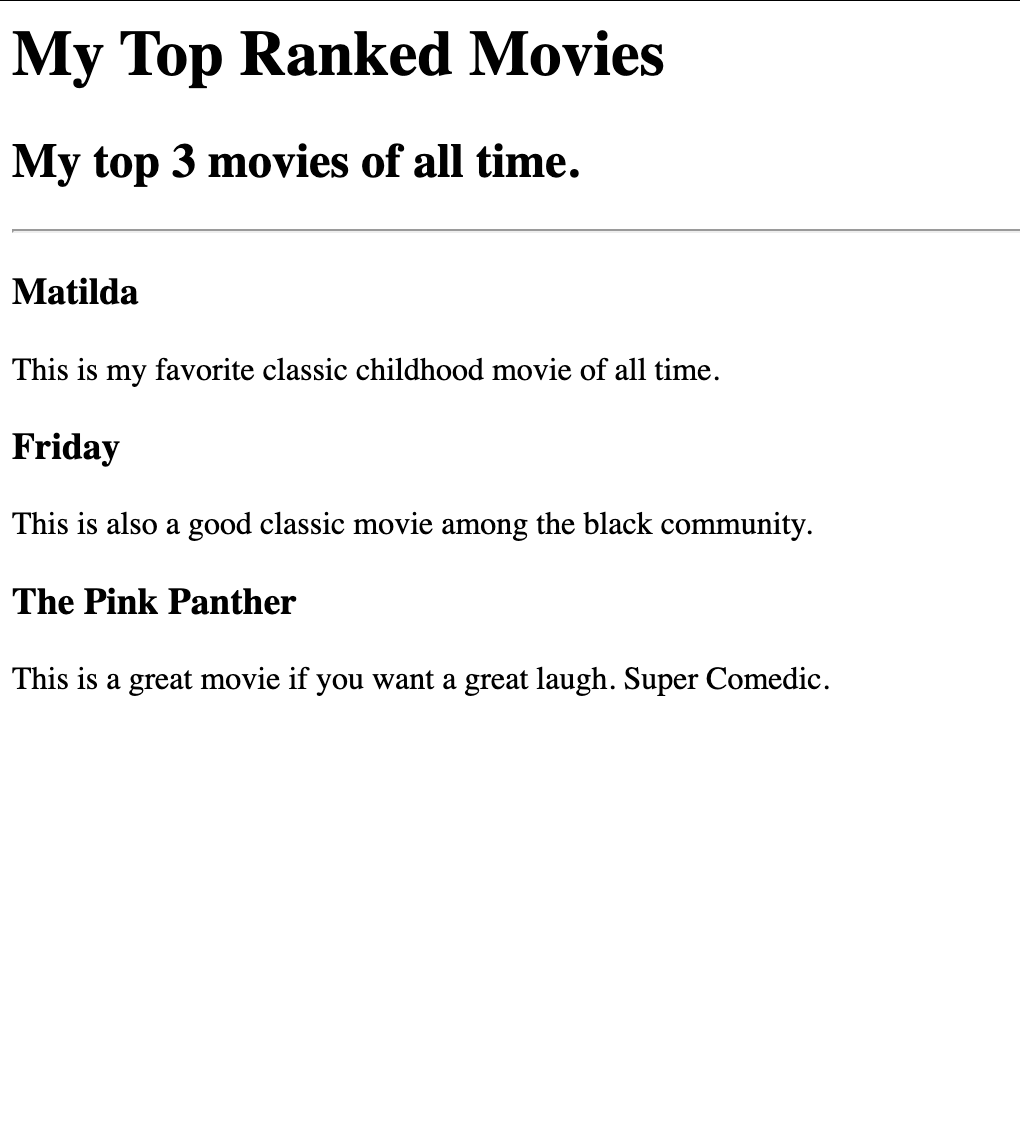 My Top Ranked Movies
My top 3 movies of all time.
Matilda
This is my favorite classic childhood movie of all time.
Friday
This is also a good classic movie among the black community.
The Pink Panther
This is a great movie if you want a great laugh. Super Comedic.